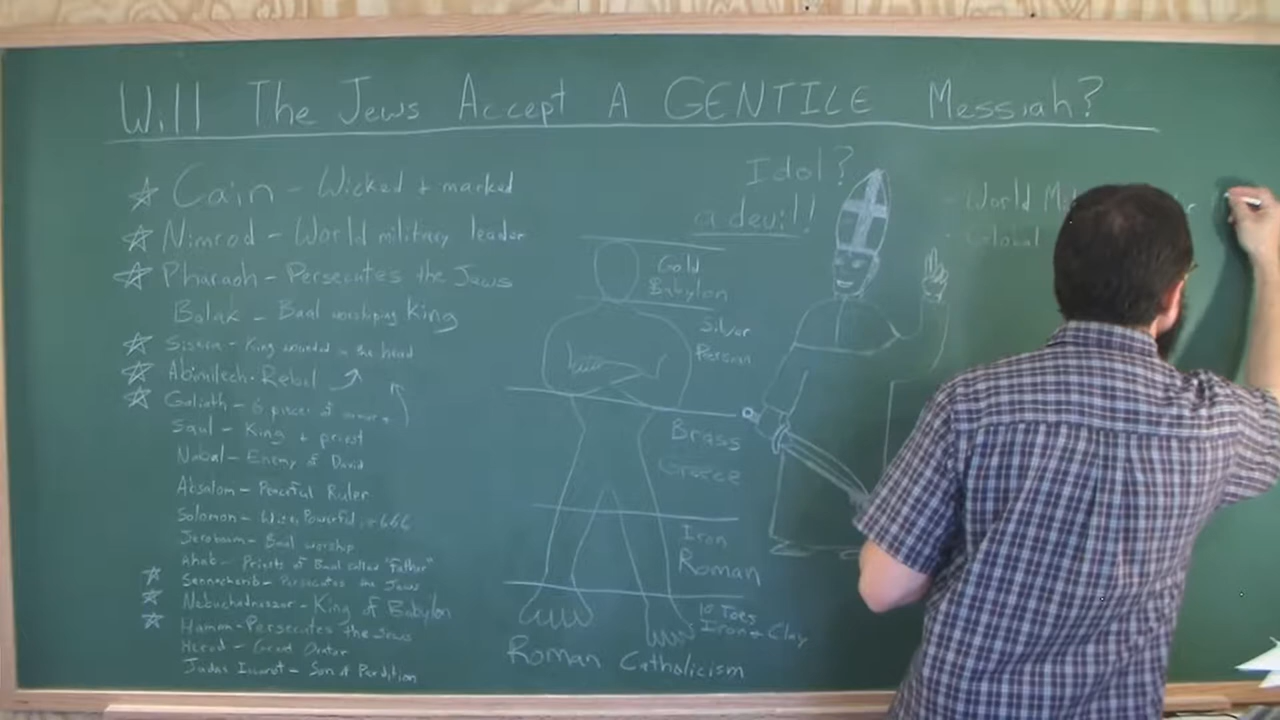 Will The Jews Accept A GENTILE Messiah?
Cain - Wicked + marked
Nimrod - World military leader
Pharaoh - Persecutes the Jews
Balak - Baal worshiping King
Sisera - King wounded in the head
Abimilech - Rebel
Goliath - 6 pieces of armor
Saul - King + priest
Nabal - Enemy of David
Absalom - Peaceful Ruler
Solomon - Wise, Powerful 666
Jeroboam - Baal worship
Ahab - Priests of Baal called "Father"
Sennacherib - Persecutes the Jews
Nebuchadnezzar - King of Babylon
Haman - Persecutes the Jews
Herod - Great Orator
Judas Iscariot - Son of Perdition
Gold
Babylon
Silver
Persian
Brass
Greece
Iron
Roman
10 Toes
Iron + Clay
Roman Catholicism
Idol?
a devil!
- World
- Global